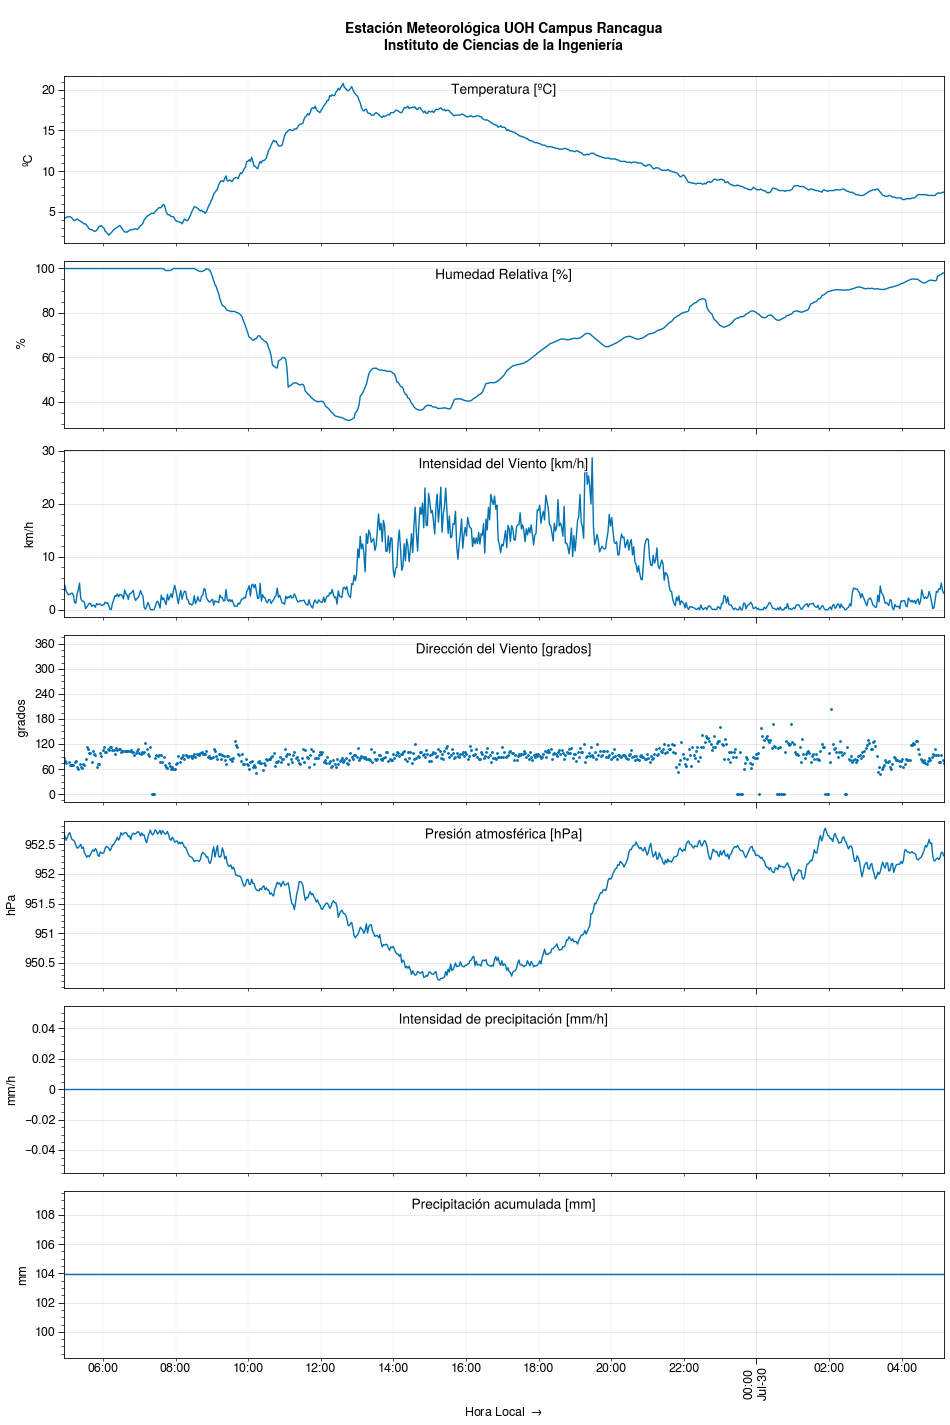 Estación Meteorológica UOH Campus Rancagua
Instituto de Ciencias de la Ingeniería
Temperatura [ºC]
ºC
20
15
10
5
Humedad Relativa [%]
%
100
80
60
40
Intensidad del Viento [km/h]
km/h
30
20
10
0
Dirección del Viento [grados]
grados
360
300
240
180
120
60
0
Presión atmosférica [hPa]
hPa
952.5
952
951.5
951
950.5
Intensidad de precipitación [mm/h]
mm/h
0.04
0.02
0
−0.02
−0.04
Precipitación acumulada [mm]
mm
108
106
104
102
100
06:00 08:00 10:00 12:00 14:00 16:00 18:00 20:00 22:00 00:00 02:00 04:00
Jul-30
Hora Local →